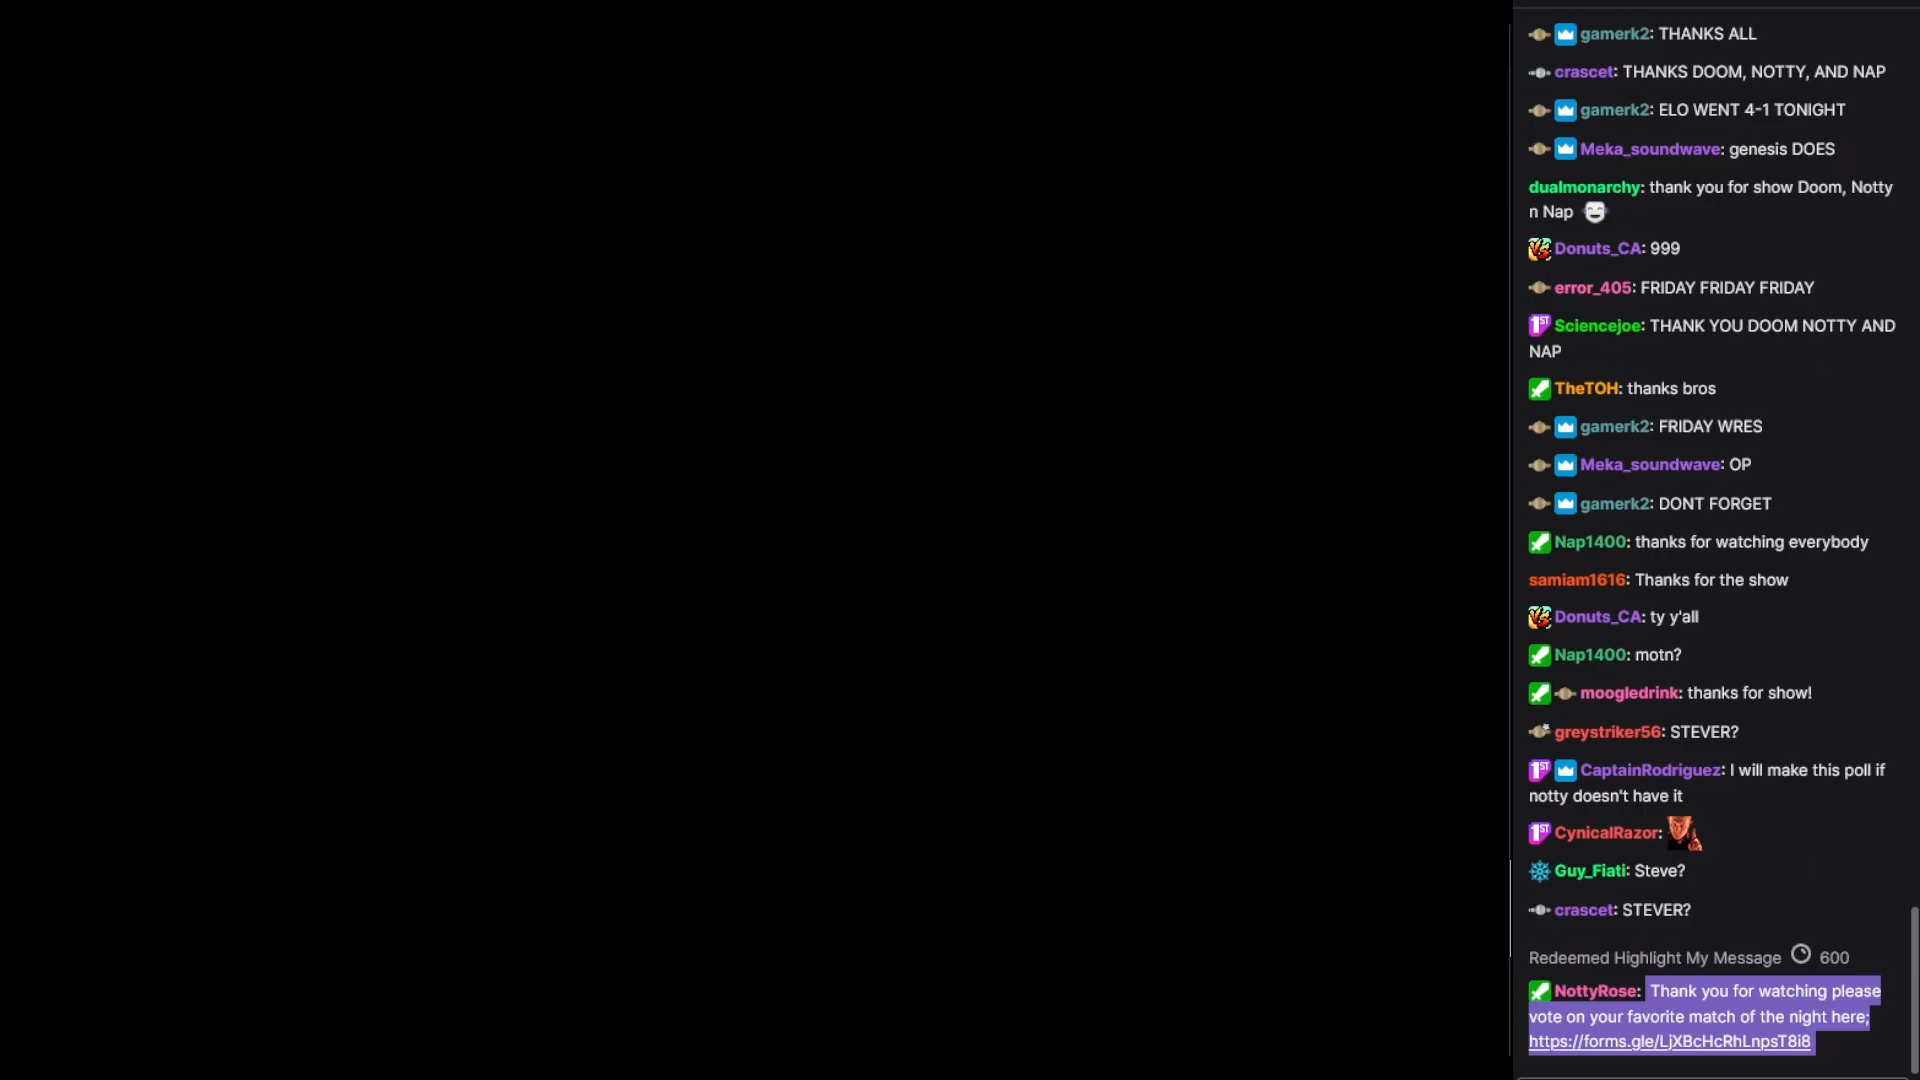 gamerk2: THANKS ALL
crascet: THANKS DOOM, NOTTY, AND NAP
gamerk2: ELO WENT 4-1 TONIGHT
Meka_soundwave: genesis DOES
dualmonarchy: thank you for show Doom, Notty
n Nap
Donuts_CA: 999
error_405: FRIDAY FRIDAY FRIDAY
1ST Sciencejoe: THANK YOU DOOM NOTTY AND
NAP
TheTOH: thanks bros
gamerk2: FRIDAY WRES
Meka_soundwave: OP
gamerk2: DONT FORGET
Nap1400: thanks for watching everybody
samiam1616: Thanks for the show
Donuts_CA: ty y'all
Nap1400: motn?
moogledrink: thanks for show!
greystriker56: STEVER?
1ST CaptainRodriguez: I will make this poll if
notty doesn't have it
1ST CynicalRazor:
Guy_Fiati: Steve?
crascet: STEVER?
Redeemed Highlight My Message 600
NottyRose: Thank you for watching please
vote on your favorite match of the night here;
https://forms.gle/LjXBcHcRhLnpsT8i8